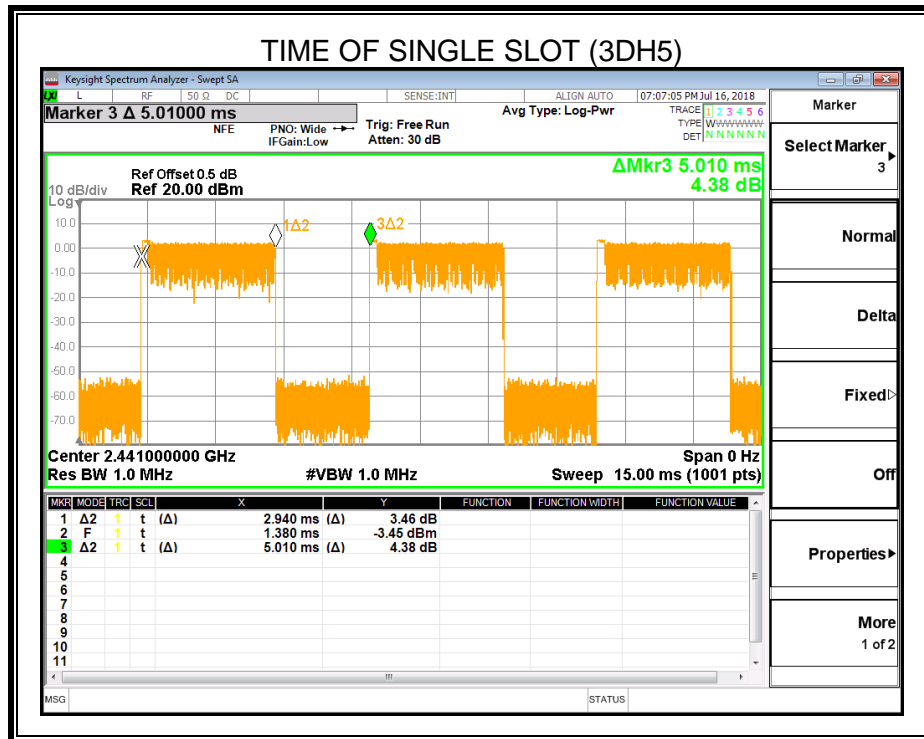 TIME OF SINGLE SLOT (3DH5)
Keysight Spectrum Analyzer - Swept SA
LXI L RF 50 Ω DC SENSE:INT ALIGN AUTO 07:07:05 PM Jul 16, 2018
Marker 3 Δ 5.01000 ms
NFE
PNO: Wide
IFGain:Low
Trig: Free Run
Atten: 30 dB
Avg Type: Log-Pwr
TRACE 1 2 3 4 5 6
TYPE WWWWWW
DET N N N N N N
ΔMkr3 5.010 ms
4.38 dB
Ref Offset 0.5 dB
10 dB/div Ref 20.00 dBm
Log
10.0
0.00
-10.0
-20.0
-30.0
-40.0
-50.0
-60.0
-70.0
1Δ2
3Δ2
Center 2.441000000 GHz Span 0 Hz
Res BW 1.0 MHz #VBW 1.0 MHz Sweep 15.00 ms (1001 pts)
MKR MODE TRC SCL X Y FUNCTION FUNCTION WIDTH FUNCTION VALUE
1 Δ2 1 t (Δ) 2.940 ms (Δ) 3.46 dB
2 F 1 t 1.380 ms -3.45 dBm
3 Δ2 1 t (Δ) 5.010 ms (Δ) 4.38 dB
4
5
6
7
8
9
10
11
MSG STATUS
Marker
Select Marker
3
Normal
Delta
Fixed
Off
Properties
More
1 of 2